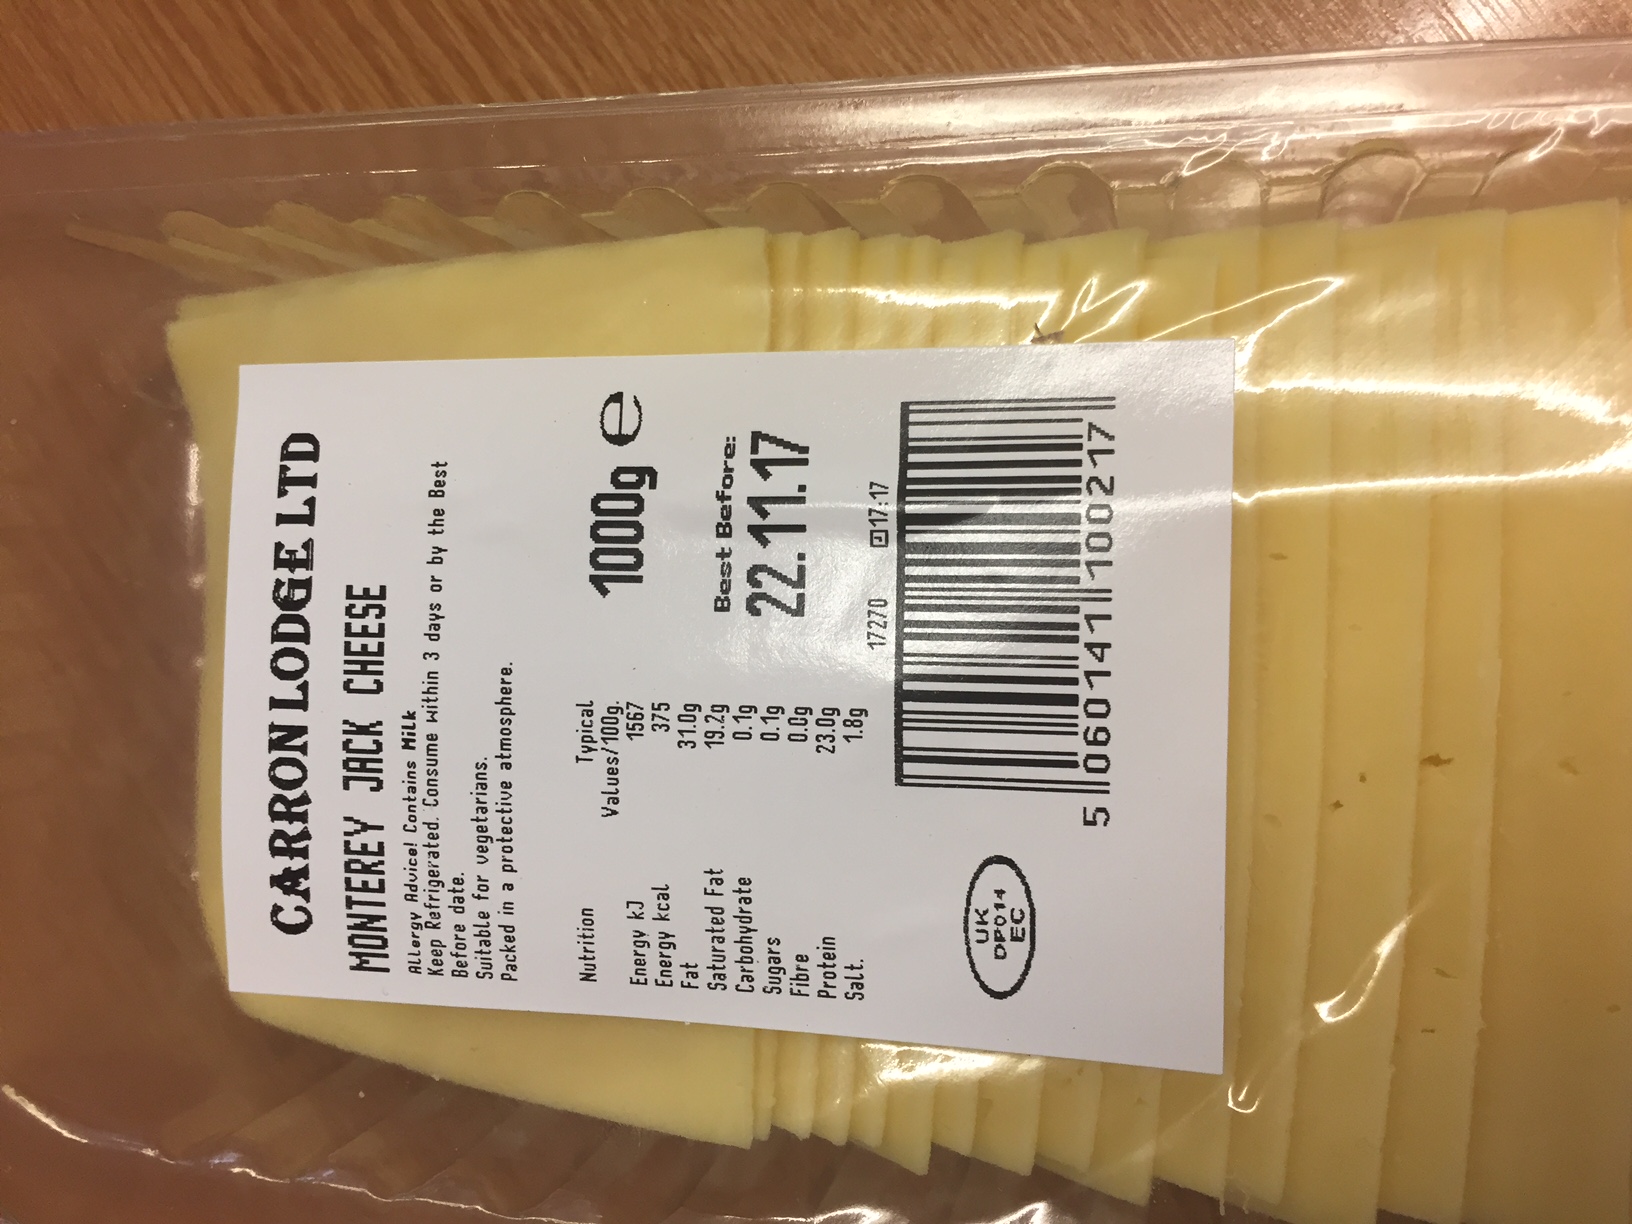 CARRON LODGE LTD
MONTEREY JACK CHEESE
Allergy Advice! Contains Milk
Keep Refrigerated. Consume within 3 days or by the Best
Before date.
Suitable for vegetarians.
Packed in a protective atmosphere.
Nutrition Typical
Values/100g.
Energy kJ 1567
Energy kcal 375
Fat 31.0g
Saturated Fat 19.2g
Carbohydrate 0.1g
Sugars 0.1g
Fibre 0.0g
Protein 23.0g
Salt. 1.8g
1000g e
Best Before:
22.11.17
17270 P17:17
UK
DP014
EC
5 060141 100217